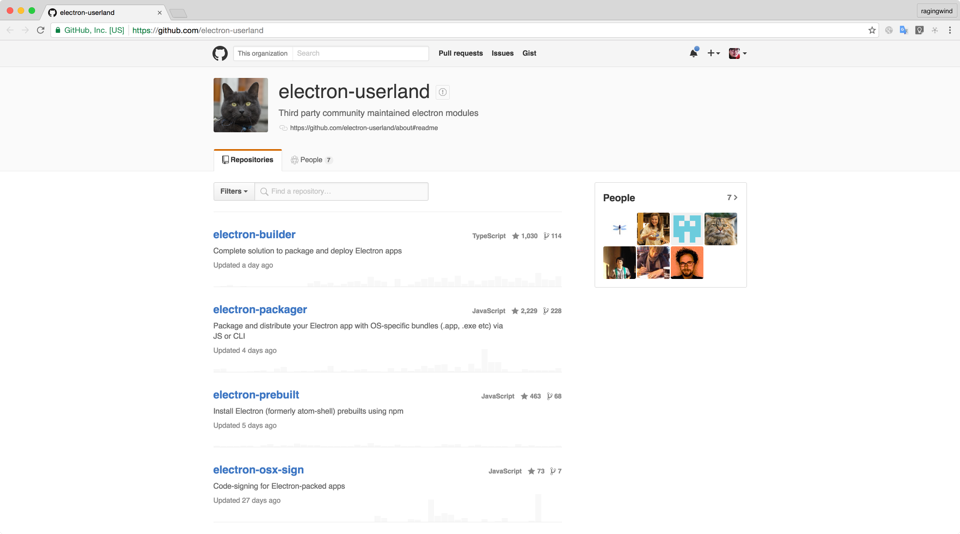 electron-userland
ragingwind
GitHub, Inc. [US] https://github.com/electron-userland
This organization Search Pull requests Issues Gist
electron-userland
Third party community maintained electron modules
https://github.com/electron-userland/about#readme
Repositories People 7
Filters Find a repository…
People 7
electron-builder TypeScript 1,030 114
Complete solution to package and deploy Electron apps
Updated a day ago
electron-packager JavaScript 2,229 228
Package and distribute your Electron app with OS-specific bundles (.app, .exe etc) via
JS or CLI
Updated 4 days ago
electron-prebuilt JavaScript 463 68
Install Electron (formerly atom-shell) prebuilts using npm
Updated 5 days ago
electron-osx-sign JavaScript 73 7
Code-signing for Electron-packed apps
Updated 27 days ago